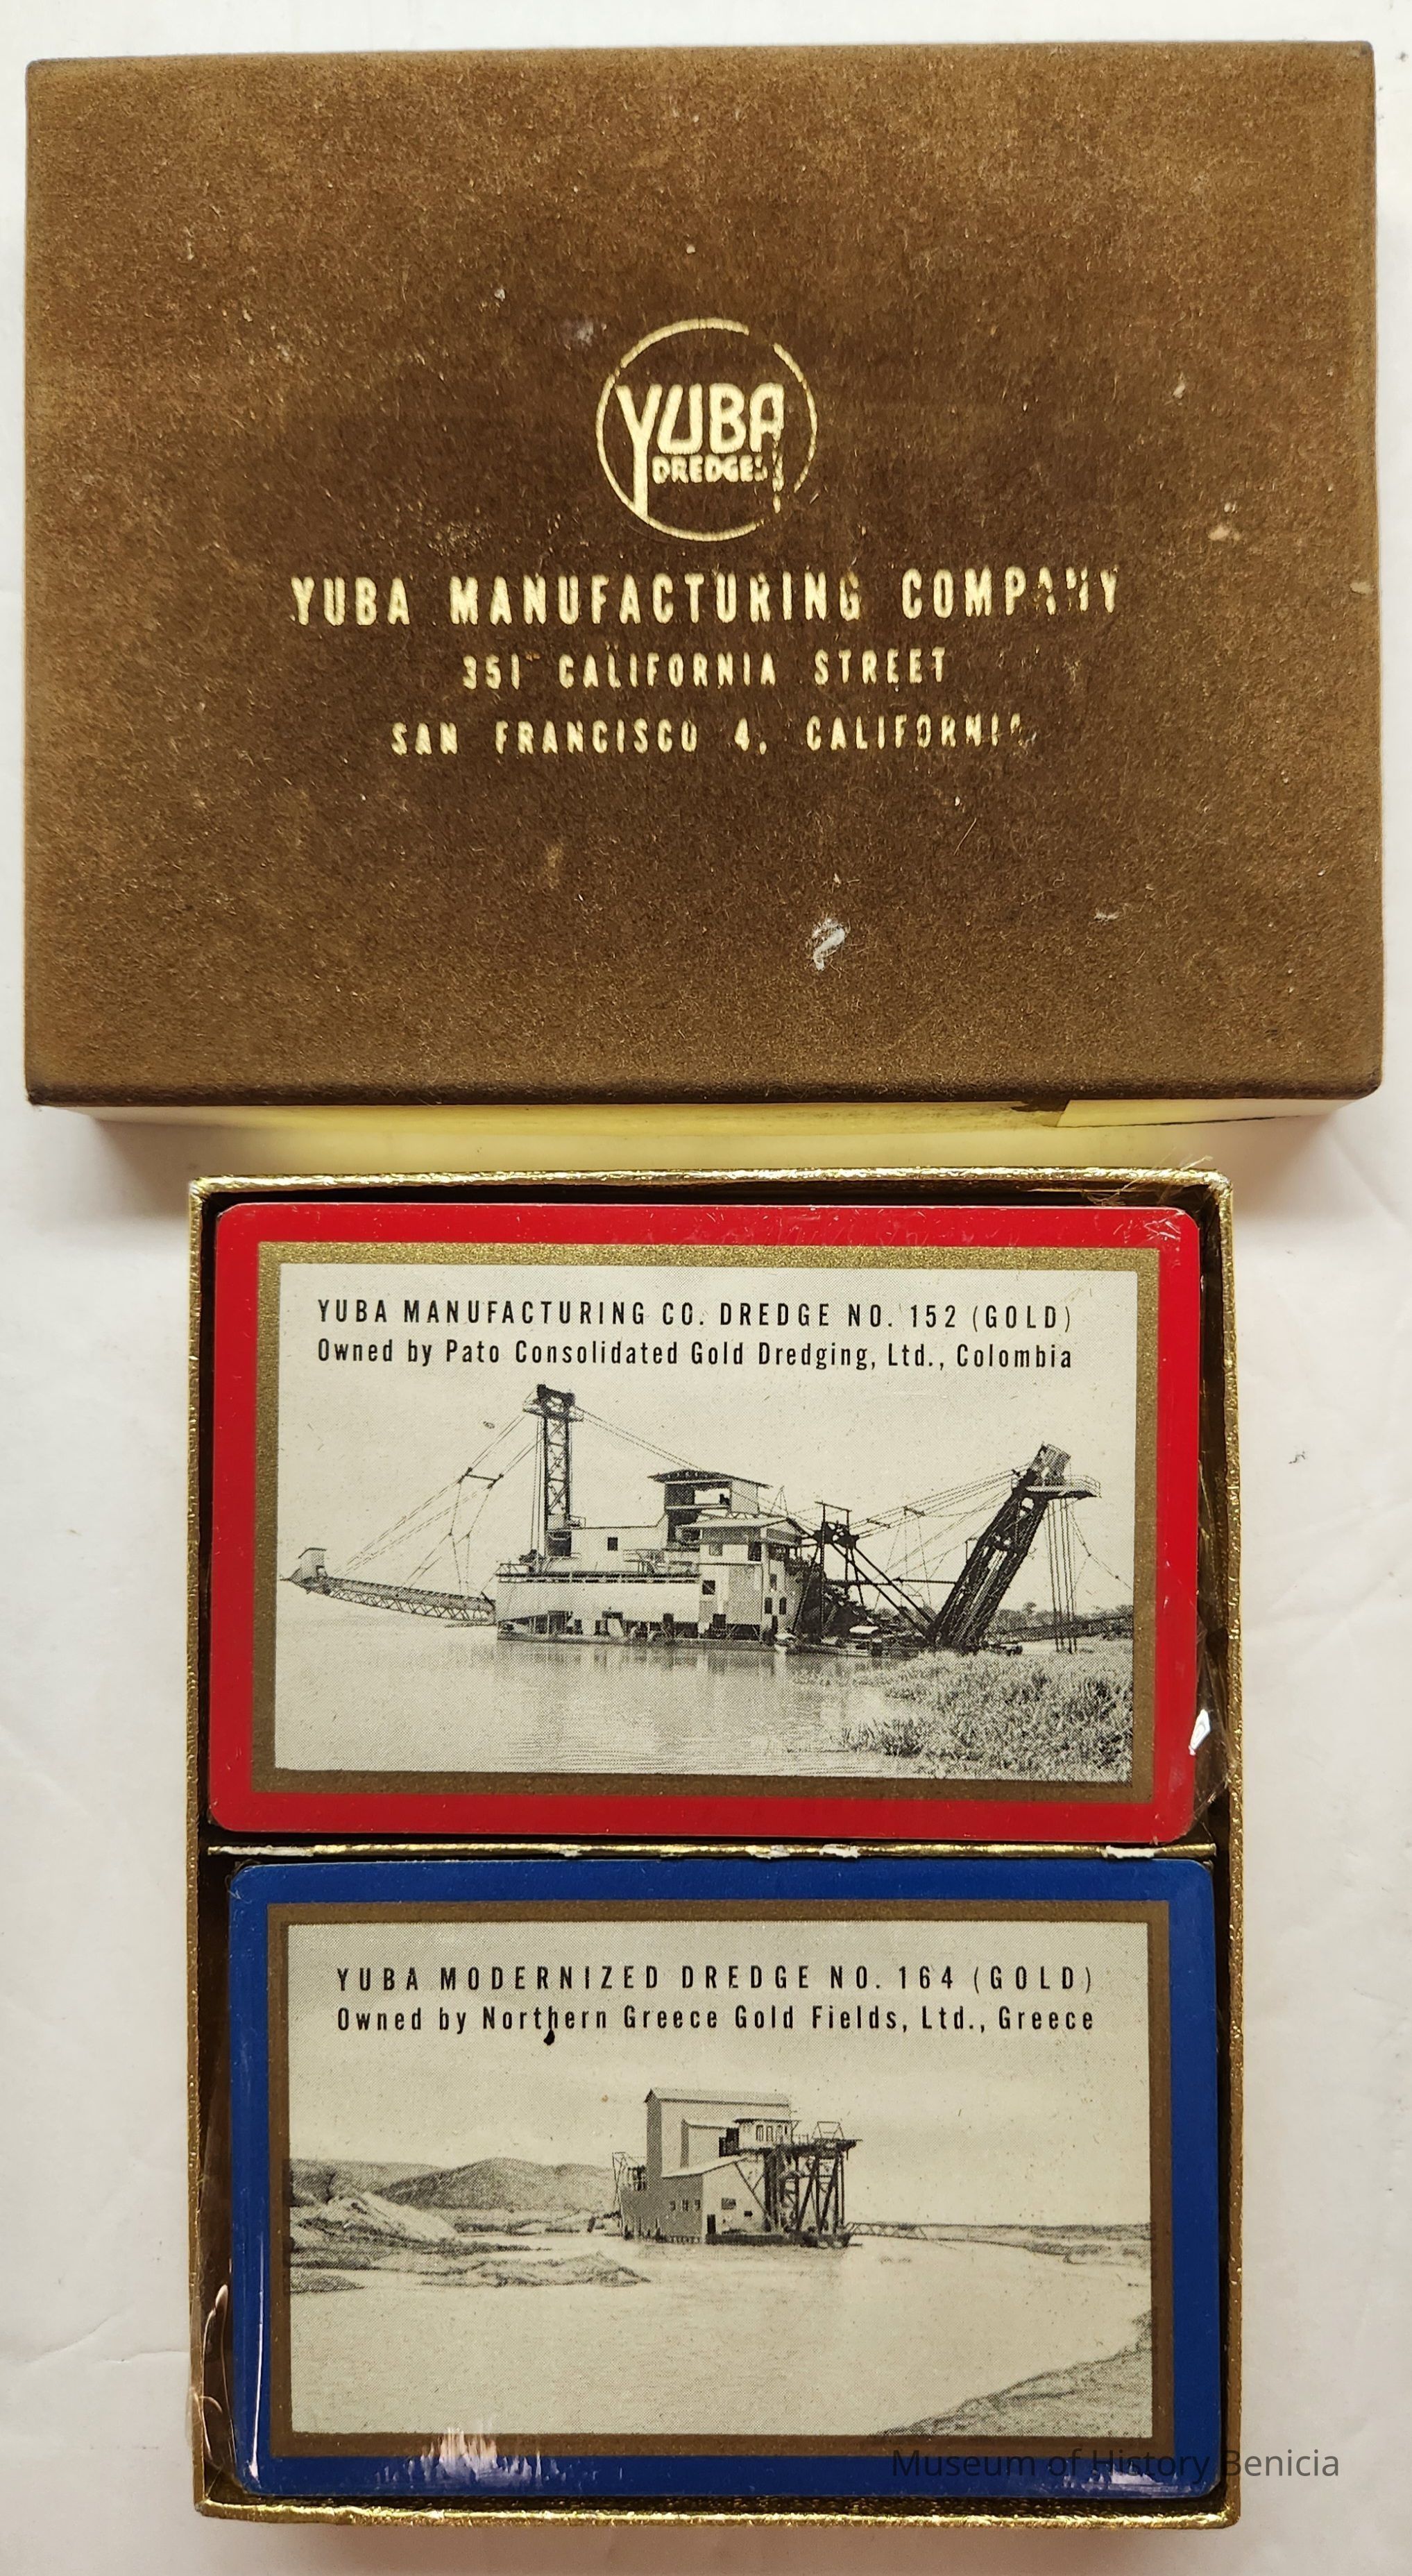 YUBA
DREDGES
YUBA MANUFACTURING COMPANY
351 CALIFORNIA STREET
SAN FRANCISCO 4, CALIFORNIA
YUBA MANUFACTURING CO. DREDGE NO. 152 (GOLD)
Owned by Pato Consolidated Gold Dredging, Ltd., Colombia
YUBA MODERNIZED DREDGE NO. 164 (GOLD)
Owned by Northern Greece Gold Fields, Ltd., Greece
Museum of History Benicia